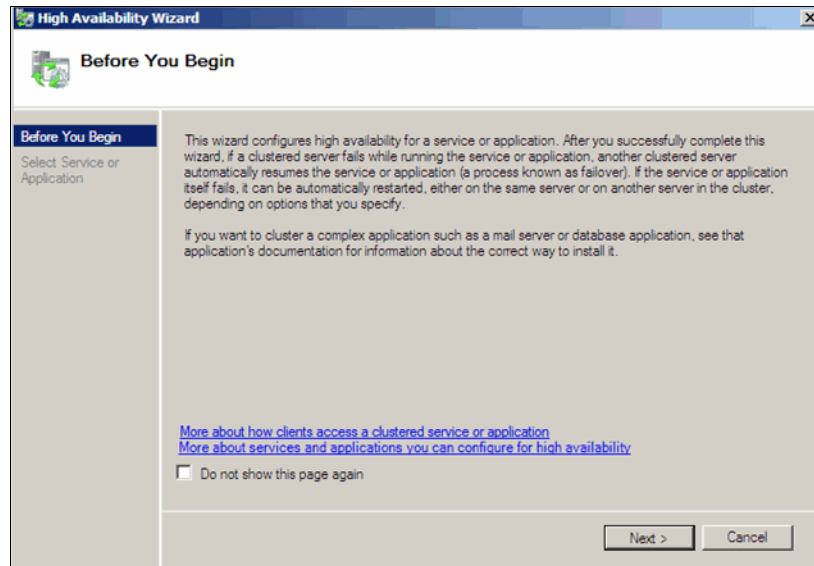 High Availability Wizard
Before You Begin
Before You Begin
Select Service or
Application
This wizard configures high availability for a service or application. After you successfully complete this
wizard, if a clustered server fails while running the service or application, another clustered server
automatically resumes the service or application (a process known as failover). If the service or application
itself fails, it can be automatically restarted, either on the same server or on another server in the cluster,
depending on options that you specify.
If you want to cluster a complex application such as a mail server or database application, see that
application's documentation for information about the correct way to install it.
More about how clients access a clustered service or application
More about services and applications you can configure for high availability
Do not show this page again
Next >
Cancel